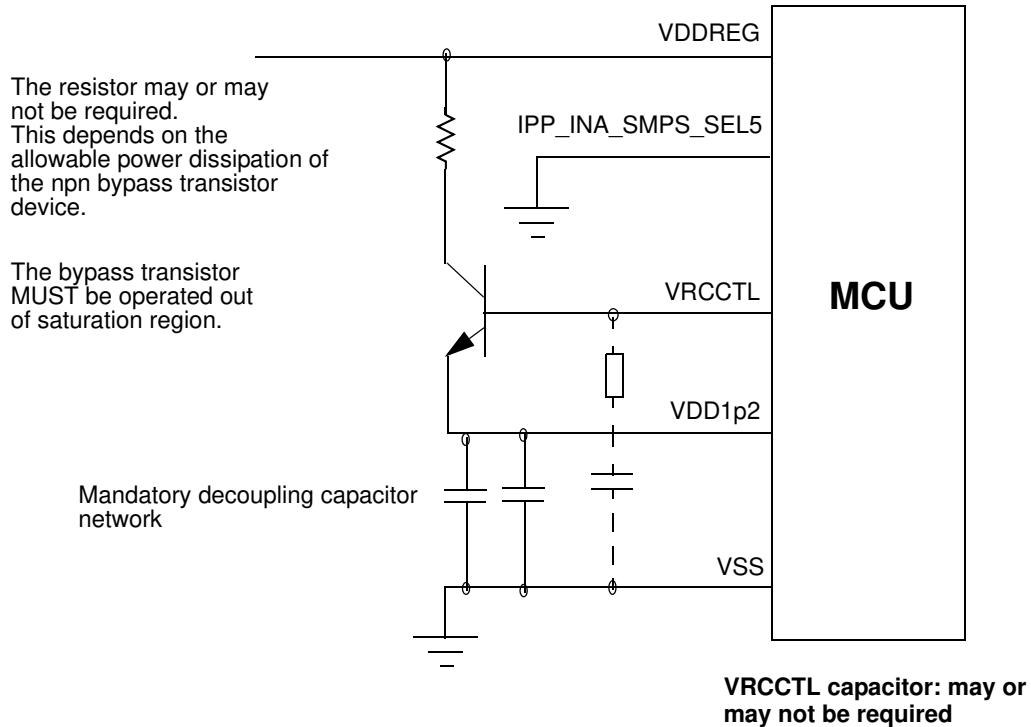 VDDREG
The resistor may or may
not be required.
This depends on the
allowable power dissipation of
the npn bypass transistor
device.
IPP_INA_SMPS_SEL5
The bypass transistor
MUST be operated out
of saturation region.
VRCCTL
MCU
VDD1p2
Mandatory decoupling capacitor
network
VSS
VRCCTL capacitor: may or
may not be required